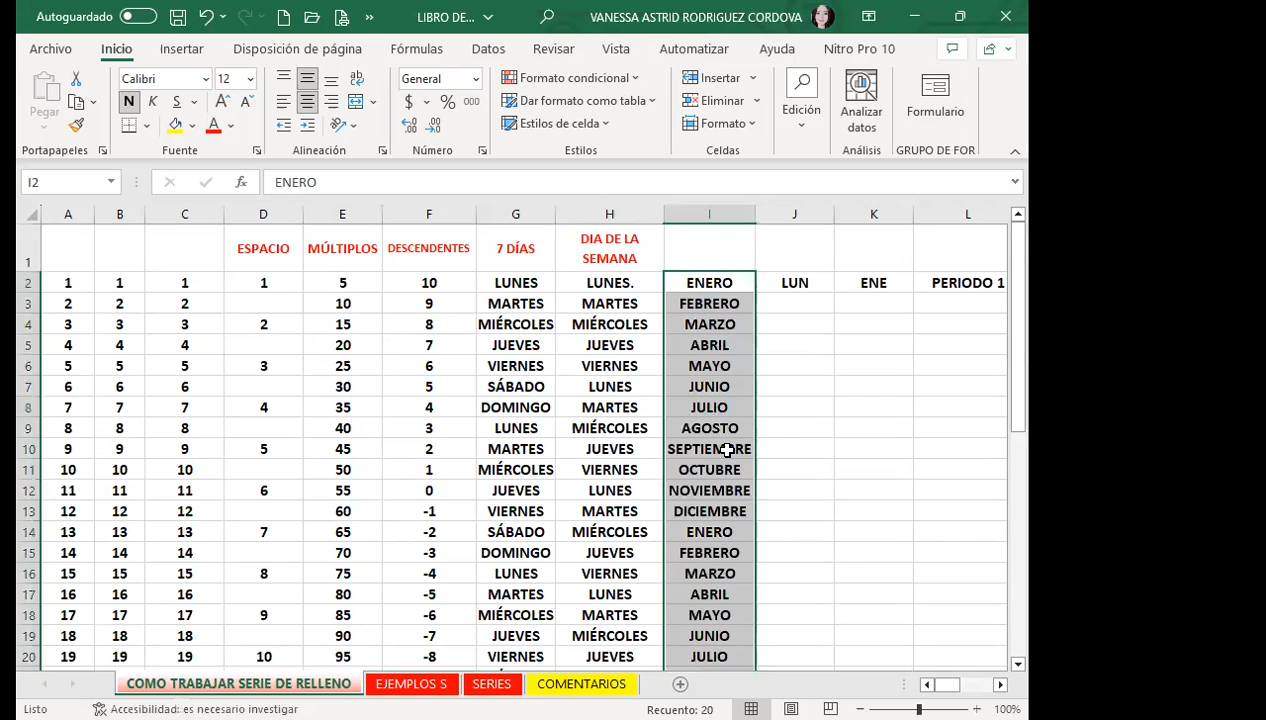 Autoguardado LIBRO DE... VANESSA ASTRID RODRIGUEZ CORDOVA
Archivo Inicio Insertar Disposición de página Fórmulas Datos Revisar Vista Automatizar Ayuda Nitro Pro 10
Pegar
Calibri 12
N K S
General
$ % 000
Formato condicional
Dar formato como tabla
Estilos de celda
Insertar
Eliminar
Formato
Edición
Analizar
datos
Formulario
Portapapeles Fuente Alineación Número Estilos Celdas Análisis GRUPO DE FOR
I2 fx ENERO
A B C D E F G H I J K L
1 ESPACIO MÚLTIPLOS DESCENDENTES 7 DÍAS DIA DE LA
SEMANA
2 1 1 1 1 5 10 LUNES LUNES. ENERO LUN ENE PERIODO 1
3 2 2 2 10 9 MARTES MARTES FEBRERO
4 3 3 3 2 15 8 MIÉRCOLES MIÉRCOLES MARZO
5 4 4 4 20 7 JUEVES JUEVES ABRIL
6 5 5 5 3 25 6 VIERNES VIERNES MAYO
7 6 6 6 30 5 SÁBADO LUNES JUNIO
8 7 7 7 4 35 4 DOMINGO MARTES JULIO
9 8 8 8 40 3 LUNES MIÉRCOLES AGOSTO
10 9 9 9 5 45 2 MARTES JUEVES SEPTIEMBRE
11 10 10 10 50 1 MIÉRCOLES VIERNES OCTUBRE
12 11 11 11 6 55 0 JUEVES LUNES NOVIEMBRE
13 12 12 12 60 -1 VIERNES MARTES DICIEMBRE
14 13 13 13 7 65 -2 SÁBADO MIÉRCOLES ENERO
15 14 14 14 70 -3 DOMINGO JUEVES FEBRERO
16 15 15 15 8 75 -4 LUNES VIERNES MARZO
17 16 16 16 80 -5 MARTES LUNES ABRIL
18 17 17 17 9 85 -6 MIÉRCOLES MARTES MAYO
19 18 18 18 90 -7 JUEVES MIÉRCOLES JUNIO
20 19 19 19 10 95 -8 VIERNES JUEVES JULIO
COMO TRABAJAR SERIE DE RELLENO EJEMPLOS S SERIES COMENTARIOS
Listo Accesibilidad: es necesario investigar Recuento: 20 100%